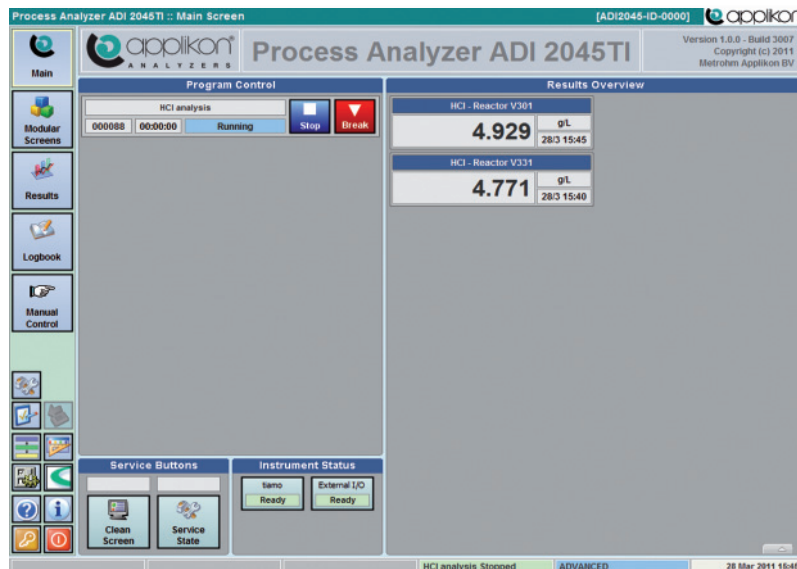 Process Analyzer ADI 2045TI :: Main Screen
[ADI2045-ID-0000]
applikon
Main
applikon®
ANALYZERS
Process Analyzer ADI 2045TI
Version 1.0.0 - Build 3007
Copyright (c) 2011
Metrohm Applikon BV
Program Control
HCl analysis
000088 00:00:00 Running
Stop Break
Results Overview
HCl - Reactor V301
4.929
g/L
28/3 15:45
HCl - Reactor V331
4.771
g/L
28/3 15:40
Modular
Screens
Results
Logbook
Manual
Control
Service Buttons
Clean
Screen
Service
State
Instrument Status
tiamo
Ready
External I/O
Ready
HCl analysis Stopped
ADVANCED
28 Mar 2011